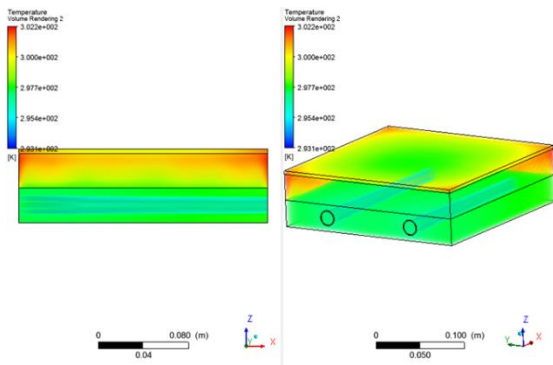 Temperature
Volume Rendering 2
3.022e+002
3.000e+002
2.977e+002
2.954e+002
2.931e+002
[K]
0 0.080 (m)
0.04
Z
Y
X
Temperature
Volume Rendering 2
3.022e+002
3.000e+002
2.977e+002
2.954e+002
2.931e+002
[K]
0 0.100 (m)
0.050
Z
Y
X